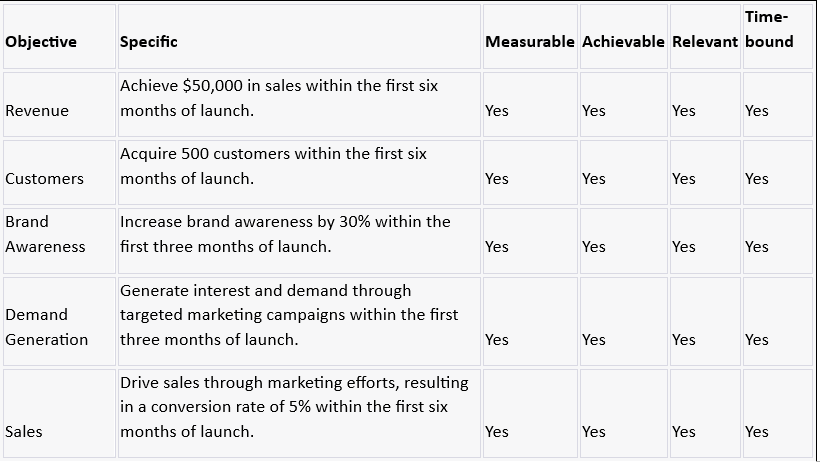 Objective Specific Measurable Achievable Relevant Time-bound
Revenue Achieve $50,000 in sales within the first six
months of launch. Yes Yes Yes Yes
Customers Acquire 500 customers within the first six
months of launch. Yes Yes Yes Yes
Brand
Awareness Increase brand awareness by 30% within the
first three months of launch. Yes Yes Yes Yes
Demand
Generation Generate interest and demand through
targeted marketing campaigns within the first
three months of launch. Yes Yes Yes Yes
Sales Drive sales through marketing efforts, resulting
in a conversion rate of 5% within the first six
months of launch. Yes Yes Yes Yes